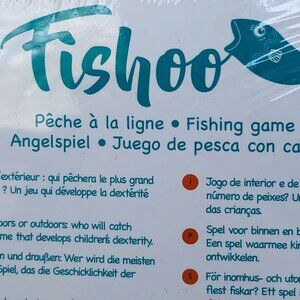 Fishoo
Pêche à la ligne • Fishing game
Angelspiel • Juego de pesca con ca
extérieur : qui pêchera le plus grand
? Un jeu qui développe la dextérité
oors or outdoors: who will catch
me that develops children's dexterity.
n und draußen: Wer wird die meisten
Spiel, das die Geschicklichkeit der
I Jogo de interior e de
número de peixes? Un
das crianças.
P Spel voor binnen en b
Een spel waarmee kin
ontwikkelen.
S För inomhus- och uto
flest fiskar? Ett spel s